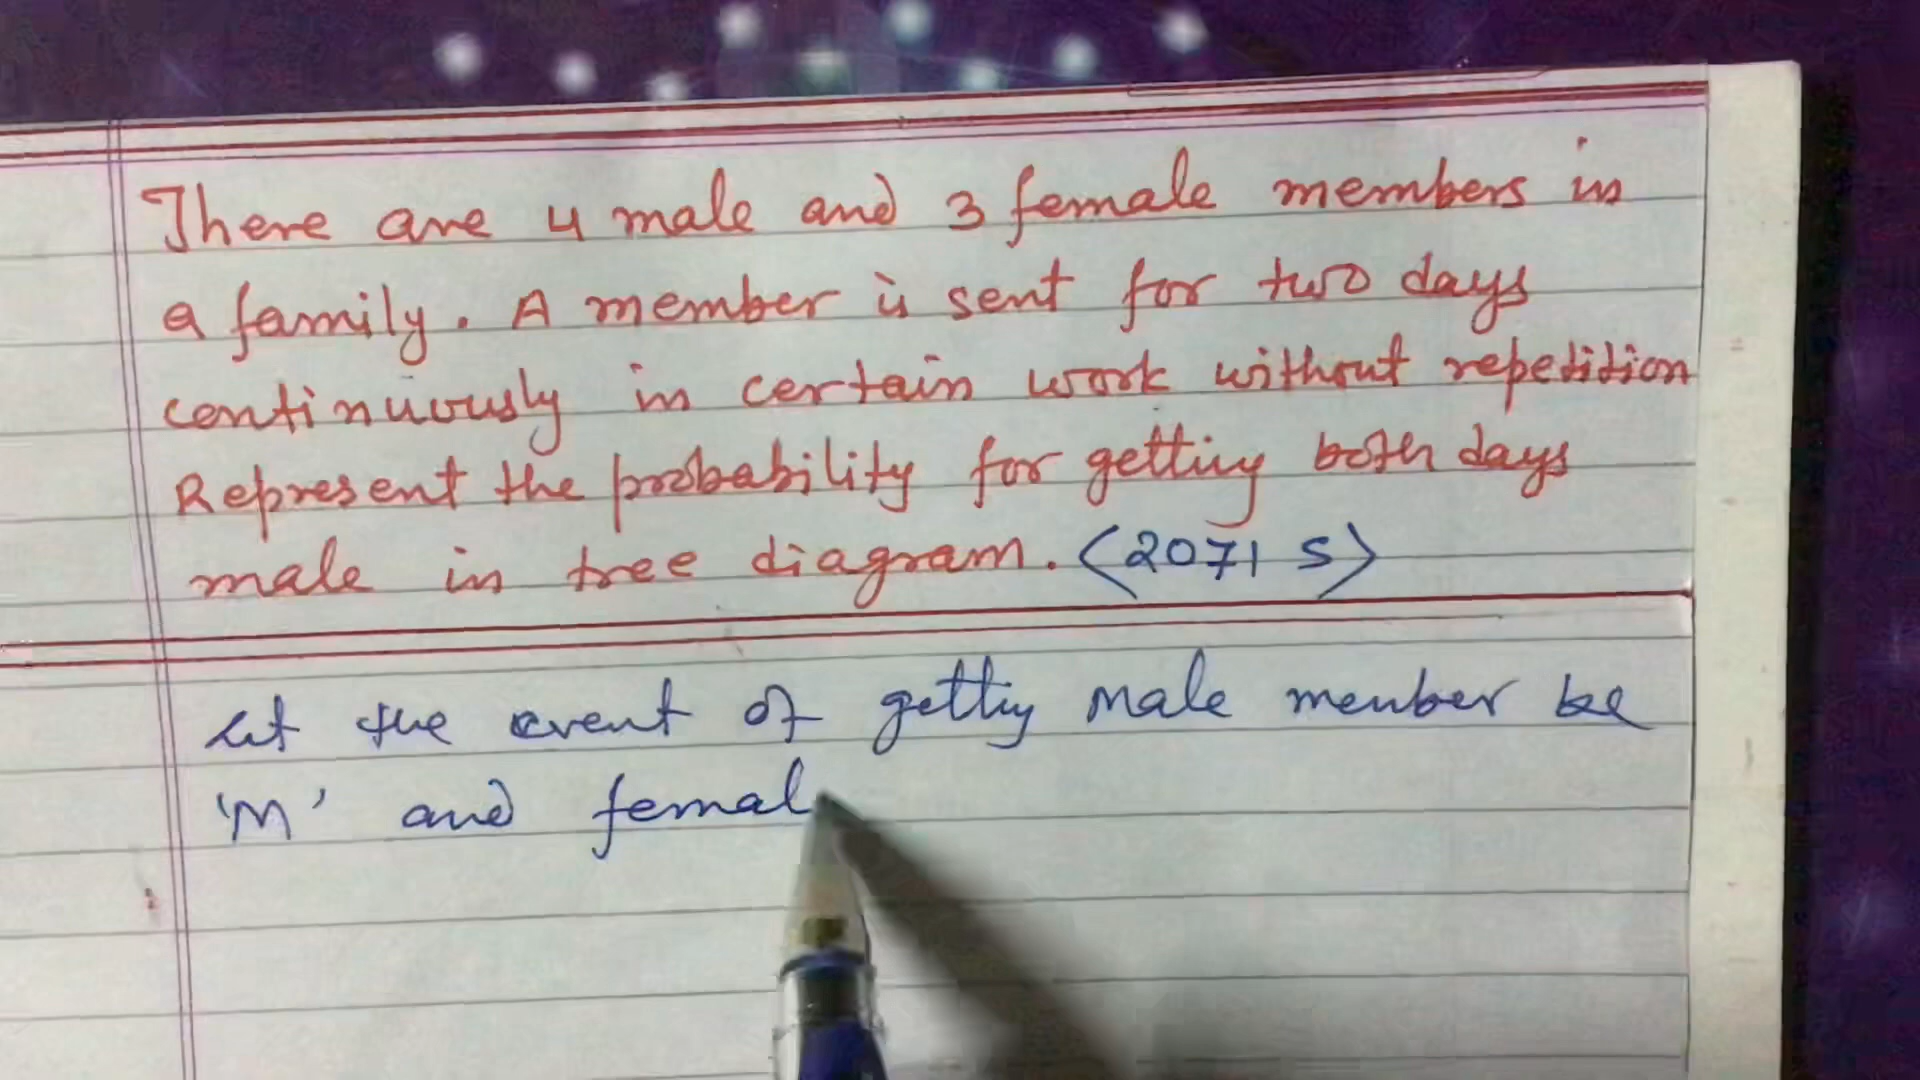 There are 4 male and 3 female members in
a family. A member is sent for two days
continuously in certain work without repetition
Represent the probability for getting both days
male in tree diagram. (2071 S)
Let the event of getting male member be
'M' and femal